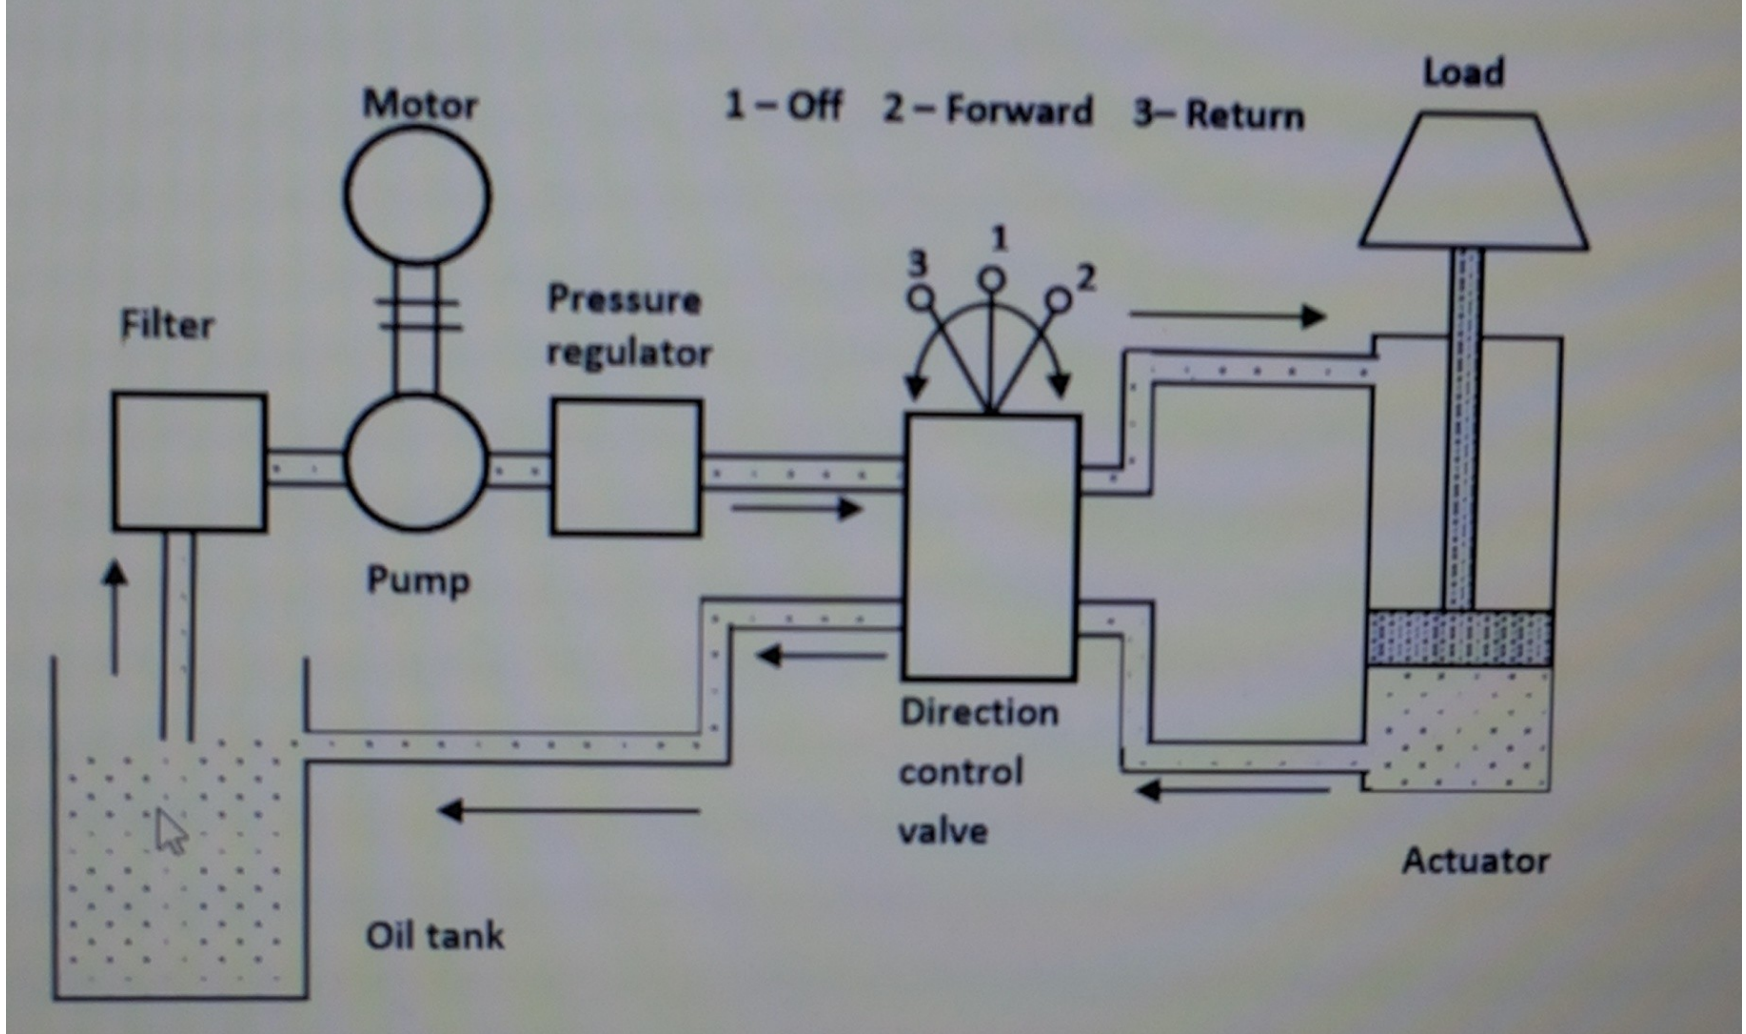 Load
Motor
1 – Off 2 – Forward 3– Return
1
3
2
Filter
Pressure
regulator
Pump
Direction
control
valve
Actuator
Oil tank